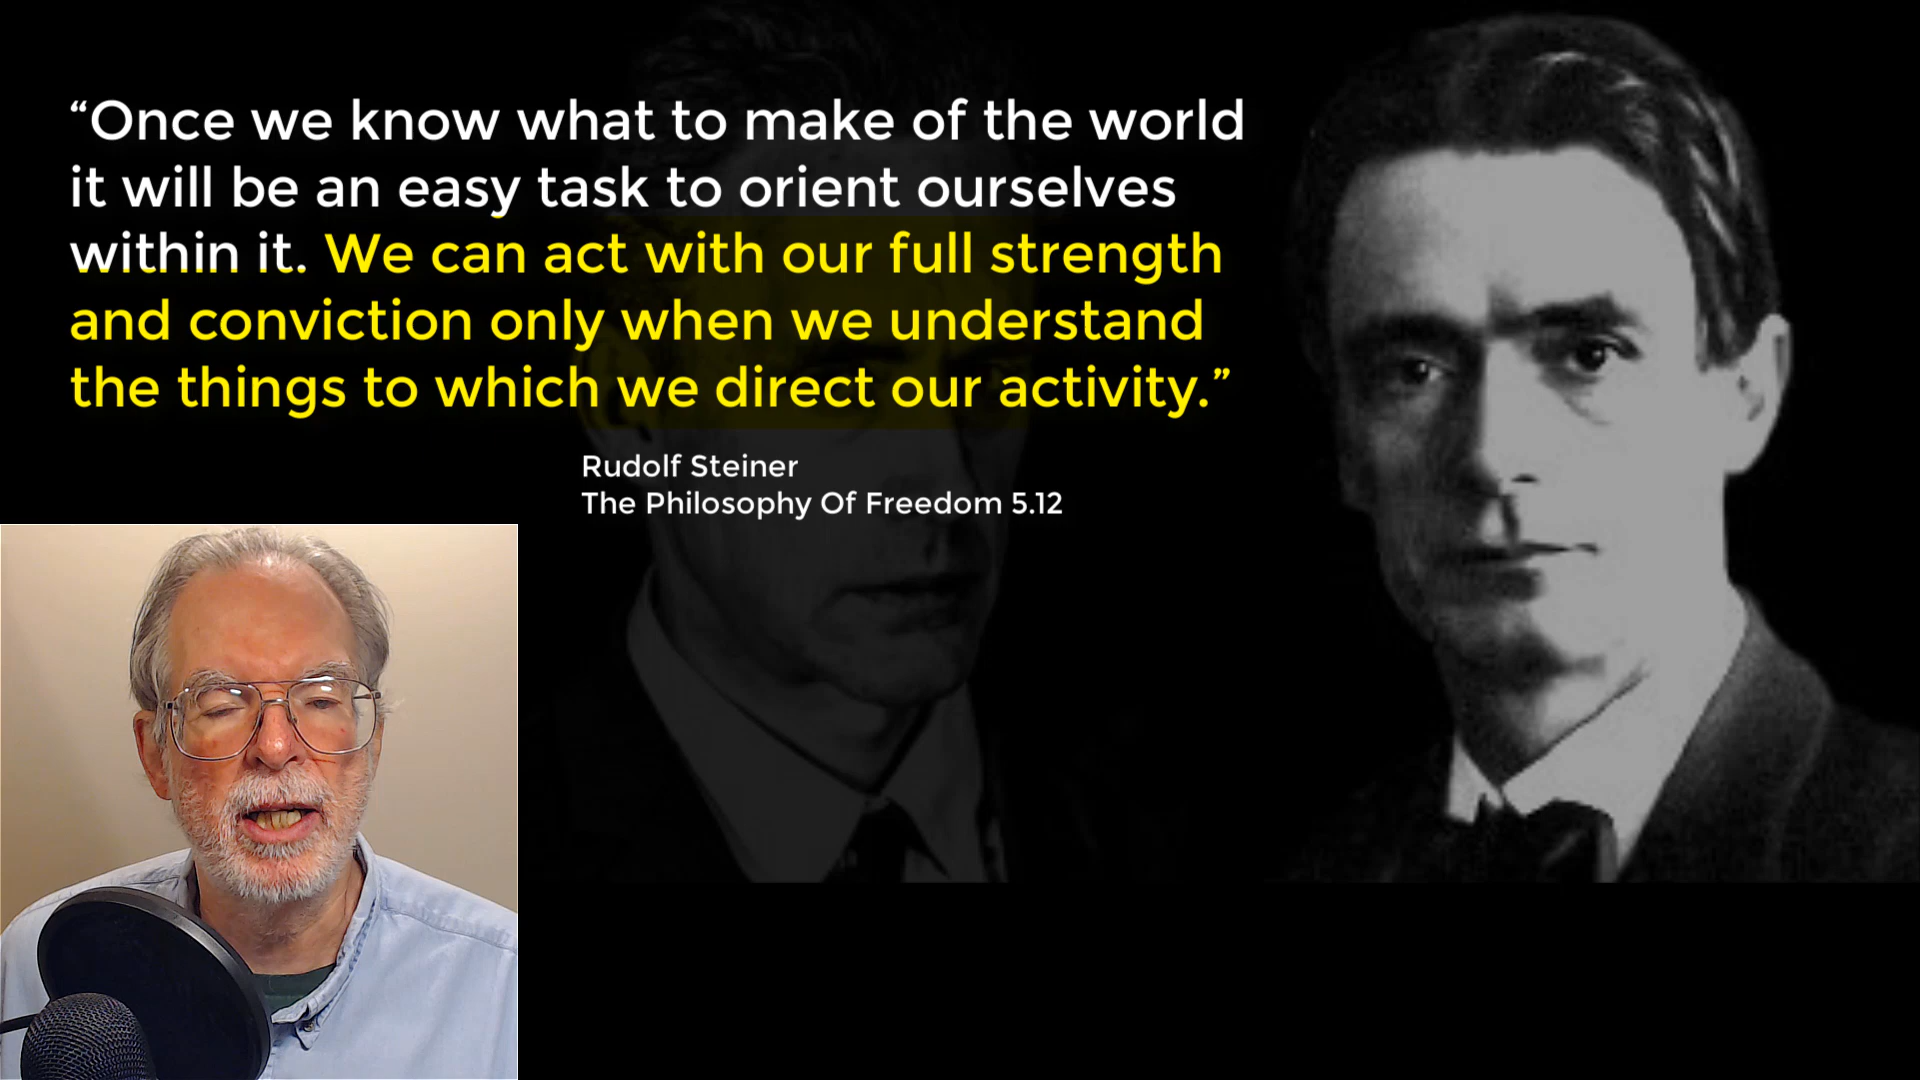 “Once we know what to make of the world
it will be an easy task to orient ourselves
within it. We can act with our full strength
and conviction only when we understand
the things to which we direct our activity.”
Rudolf Steiner
The Philosophy Of Freedom 5.12